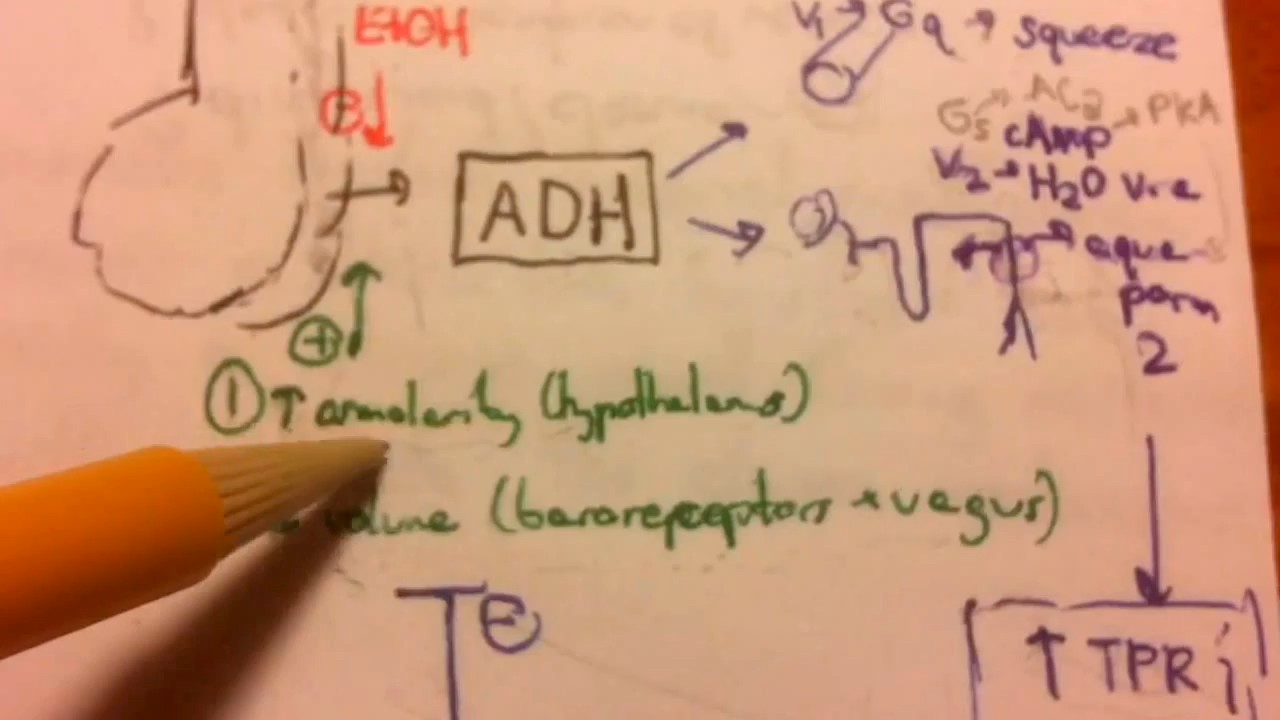 EtOH
V₁ → Gq → squeeze
Gs → AC → PKA
cAmp
V₂ → H₂O via
aqua
porin
2
ADH
⊕ ↑
① ↑ osmolarity (hypothalamus)
volume (baroreceptors + vagus)
↑ TPR